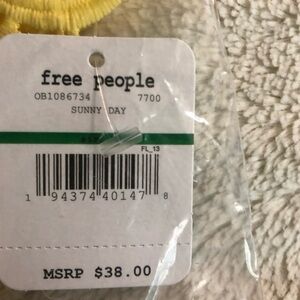 free people
OB1086734 7700
SUNNY DAY
FL_13
1 94374 40147 8
MSRP $38.00